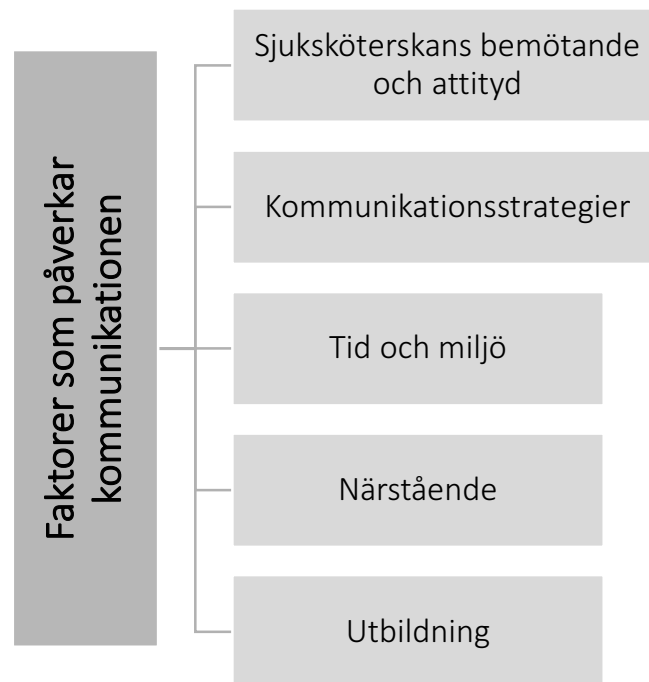 Faktorer som påverkar
kommunikationen
Sjuksköterskans bemötande
och attityd
Kommunikationsstrategier
Tid och miljö
Närstående
Utbildning